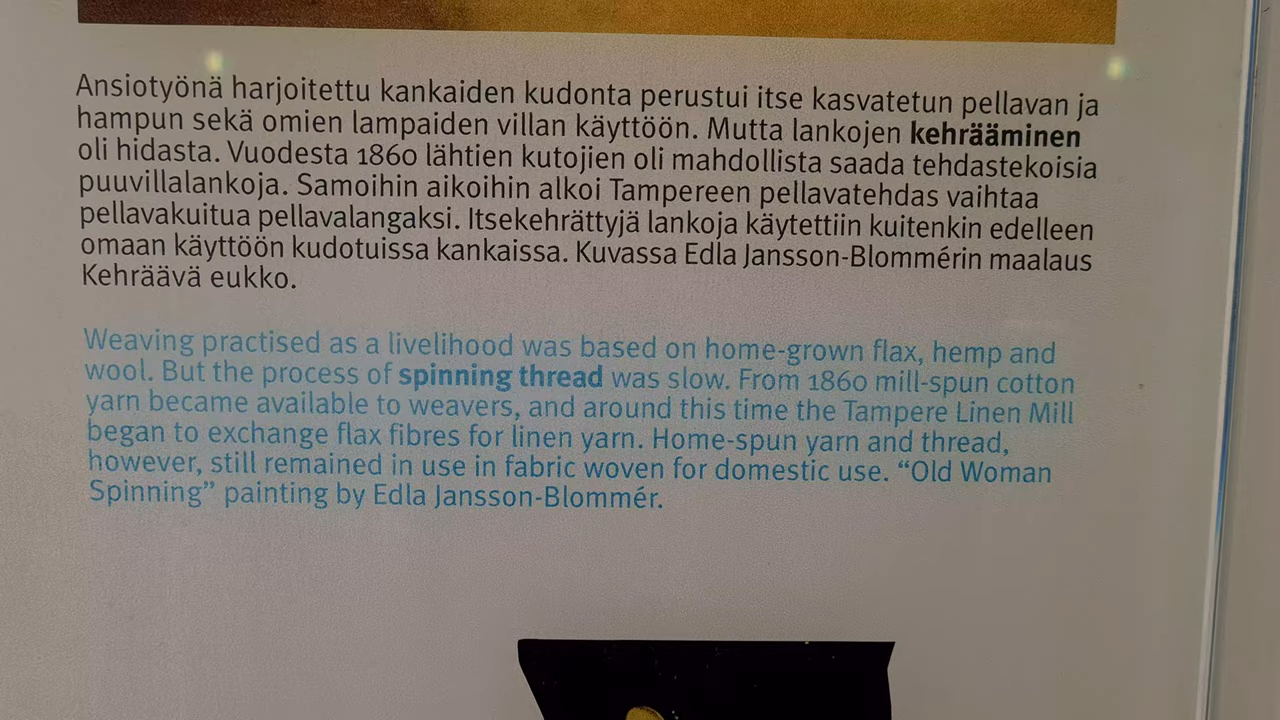 Ansiotyönä harjoitettu kankaiden kudonta perustui itse kasvatetun pellavan ja
hampun sekä omien lampaiden villan käyttöön. Mutta lankojen kehrääminen
oli hidasta. Vuodesta 1860 lähtien kutojien oli mahdollista saada tehdastekoisia
puuvillalankoja. Samoihin aikoihin alkoi Tampereen pellavatehdas vaihtaa
pellavakuitua pellavalangaksi. Itsekehrättyjä lankoja käytettiin kuitenkin edelleen
omaan käyttöön kudotuissa kankaissa. Kuvassa Edla Jansson-Blommérin maalaus
Kehräävä eukko.
Weaving practised as a livelihood was based on home-grown flax, hemp and
wool. But the process of spinning thread was slow. From 1860 mill-spun cotton
yarn became available to weavers, and around this time the Tampere Linen Mill
began to exchange flax fibres for linen yarn. Home-spun yarn and thread,
however, still remained in use in fabric woven for domestic use. “Old Woman
Spinning” painting by Edla Jansson-Blommér.